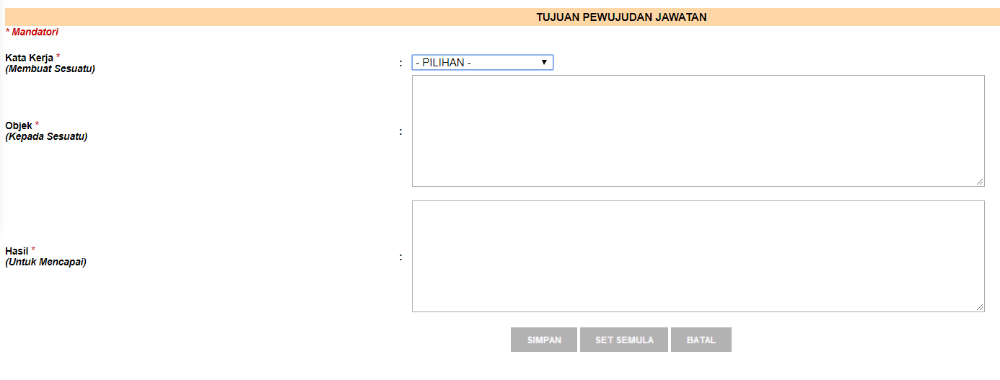 TUJUAN PEWUJUDAN JAWATAN
* Mandatori
Kata Kerja *
(Membuat Sesuatu)
: - PILIHAN -
Objek *
(Kepada Sesuatu)
:
Hasil *
(Untuk Mencapai)
:
SIMPAN SET SEMULA BATAL